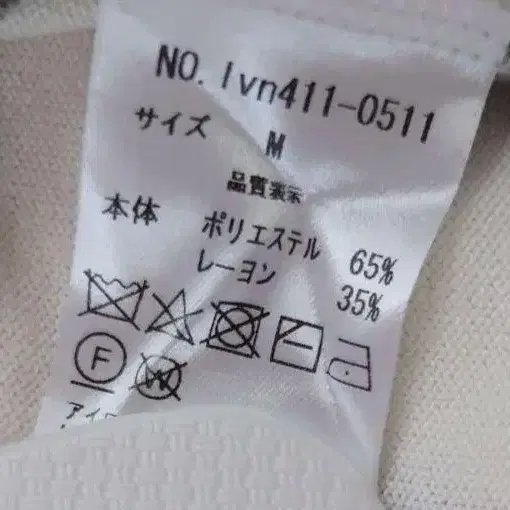 NO. lvn411-0511
サイズ M
品質表示
本体 ポリエステル 65%
レーヨン 35%
F
W